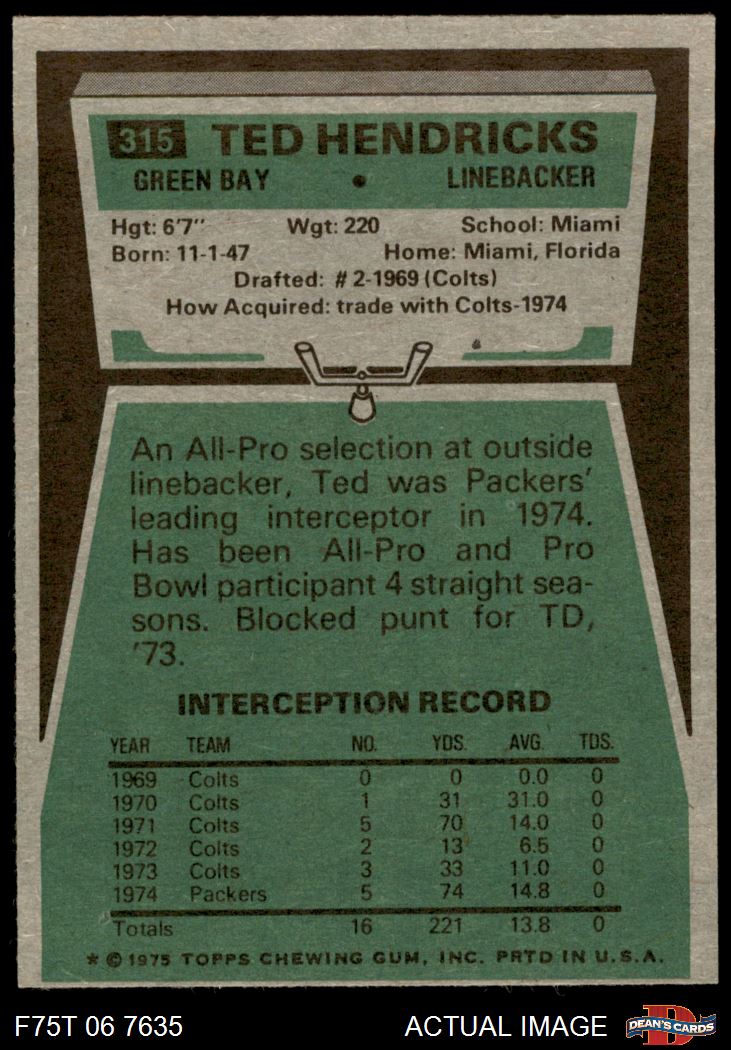 315 TED HENDRICKS
GREEN BAY • LINEBACKER
Hgt: 6'7" Wgt: 220 School: Miami
Born: 11-1-47 Home: Miami, Florida
Drafted: #2-1969 (Colts)
How Acquired: trade with Colts-1974
An All-Pro selection at outside
linebacker, Ted was Packers'
leading interceptor in 1974.
Has been All-Pro and Pro
Bowl participant 4 straight sea-
sons. Blocked punt for TD,
'73.
INTERCEPTION RECORD
YEAR TEAM NO. YDS. AVG. TDS.
1969 Colts 0 0 0.0 0
1970 Colts 1 31 31.0 0
1971 Colts 5 70 14.0 0
1972 Colts 2 13 6.5 0
1973 Colts 3 33 11.0 0
1974 Packers 5 74 14.8 0
Totals 16 221 13.8 0
* © 1975 TOPPS CHEWING GUM, INC. PRTD IN U.S.A.
F75T 06 7635 ACTUAL IMAGE DEAN'S CARDS